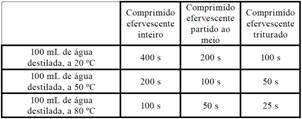 Comprimido
efervescente
inteiro
Comprimido
efervescente
partido ao
meio
Comprimido
efervescente
triturado
100 mL de água
destilada, a 20 ºC
400 s
200 s
100 s
100 mL de água
destilada, a 50 ºC
200 s
100 s
50 s
100 mL de água
destilada, a 80 ºC
100 s
50 s
25 s